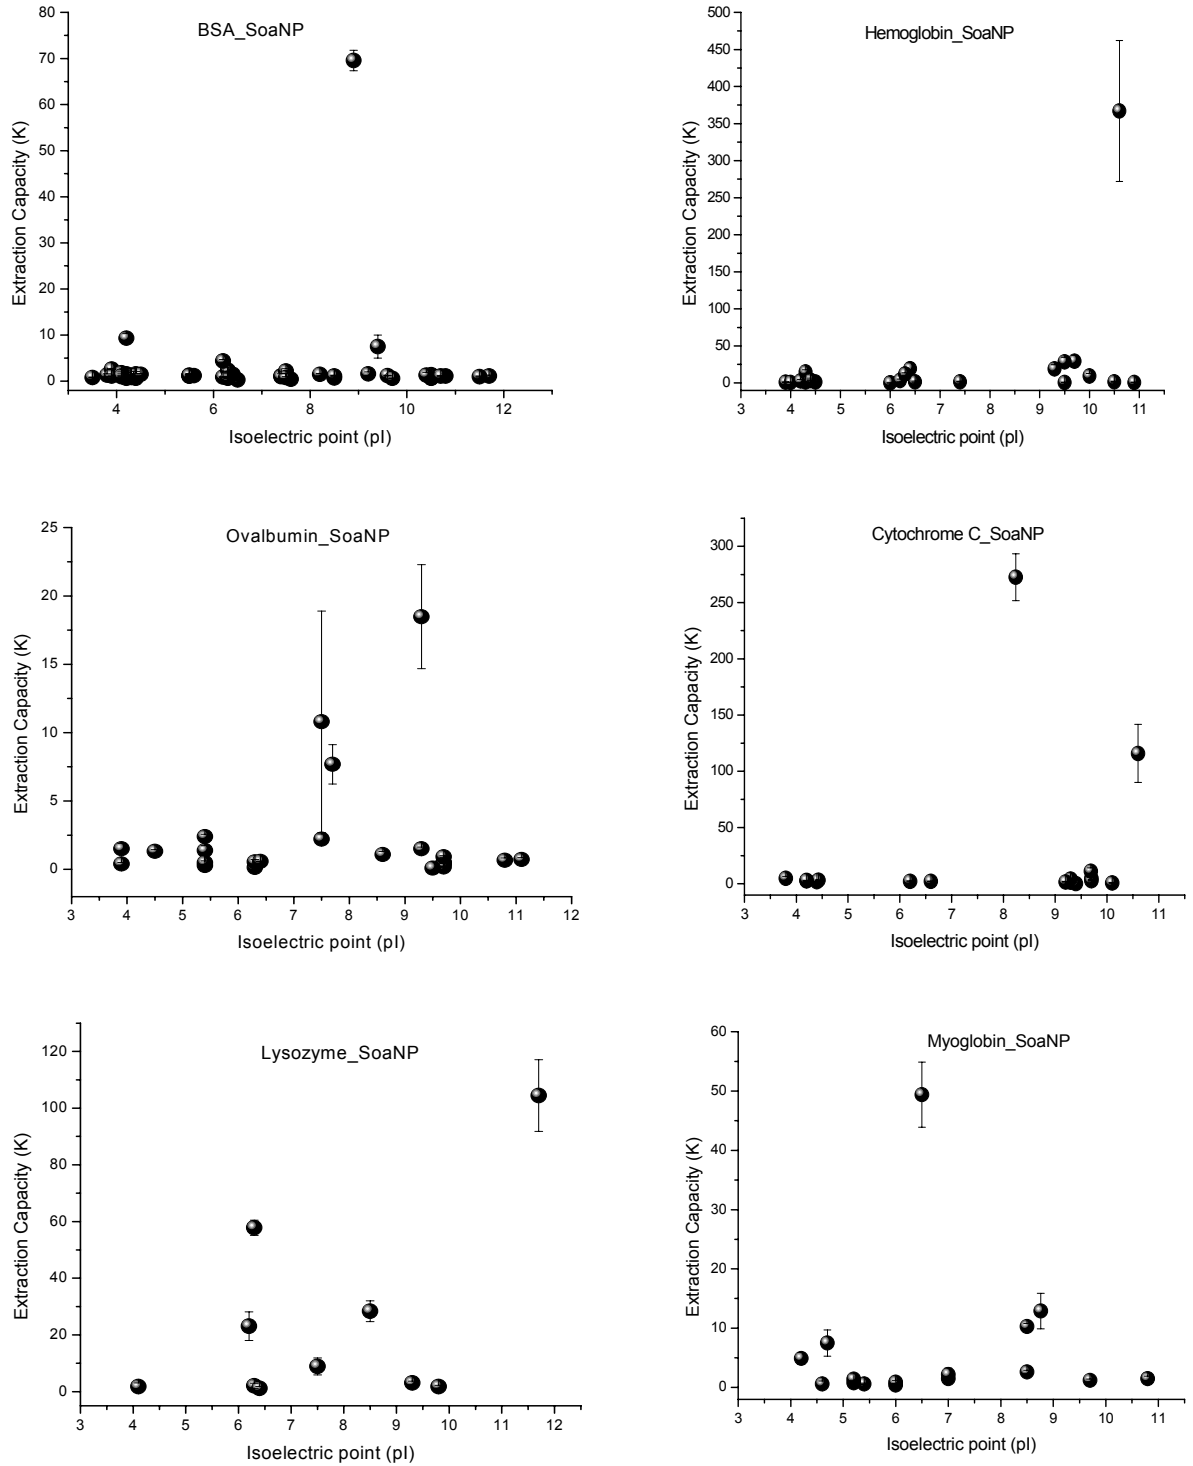 BSA_SoaNP
Extraction Capacity (K)
80
70
60
50
40
30
20
10
0
4 6 8 10 12
Isoelectric point (pI)
Hemoglobin_SoaNP
Extraction Capacity (K)
500
450
400
350
300
250
200
150
100
50
0
3 4 5 6 7 8 9 10 11
Isoelectric point (pI)
Ovalbumin_SoaNP
Extraction Capacity (K)
25
20
15
10
5
0
3 4 5 6 7 8 9 10 11 12
Isoelectric point (pI)
Cytochrome C_SoaNP
Extraction Capacity (K)
300
250
200
150
100
50
0
3 4 5 6 7 8 9 10 11
Isoelectric point (pI)
Lysozyme_SoaNP
Extraction Capacity (K)
120
100
80
60
40
20
0
3 4 5 6 7 8 9 10 11 12
Isoelectric point (pI)
Myoglobin_SoaNP
Extraction Capacity (K)
60
50
40
30
20
10
0
3 4 5 6 7 8 9 10 11
Isoelectric point (pI)